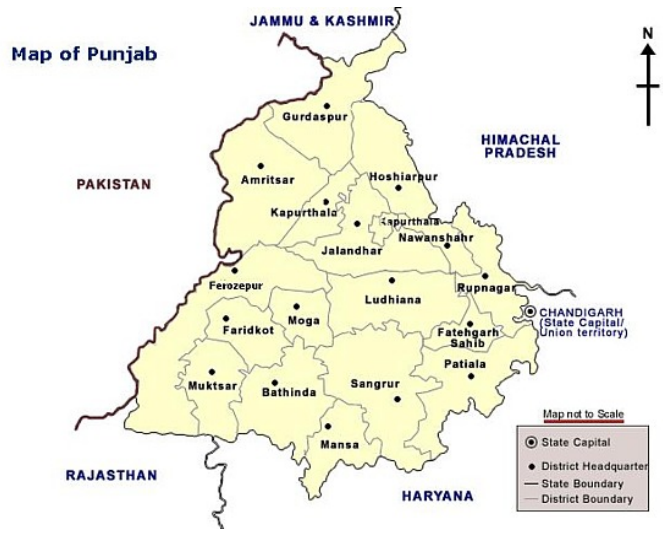 JAMMU & KASHMIR
Map of Punjab
N
Gurdaspur
HIMACHAL
PRADESH
PAKISTAN
Amritsar
Hoshiarpur
Kapurthala
Kapurthala
Nawanshahr
Jalandhar
Ferozepur
Ludhiana
Rupnagar
Moga
Faridkot
CHANDIGARH
(State Capital/
Union territory)
Fatehgarh
Sahib
Patiala
Muktsar
Bathinda
Sangrur
Mansa
Map not to Scale
State Capital
District Headquarter
State Boundary
District Boundary
RAJASTHAN
HARYANA